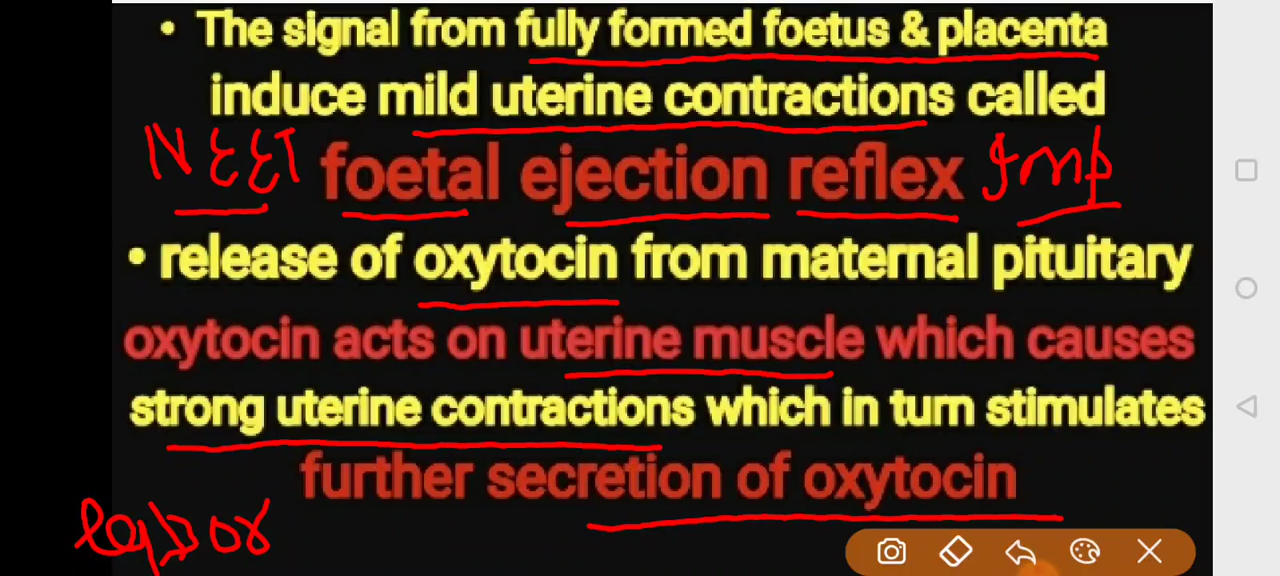 • The signal from fully formed foetus & placenta
induce mild uterine contractions called
NEET foetal ejection reflex Imp
• release of oxytocin from maternal pituitary
oxytocin acts on uterine muscle which causes
strong uterine contractions which in turn stimulates
further secretion of oxytocin